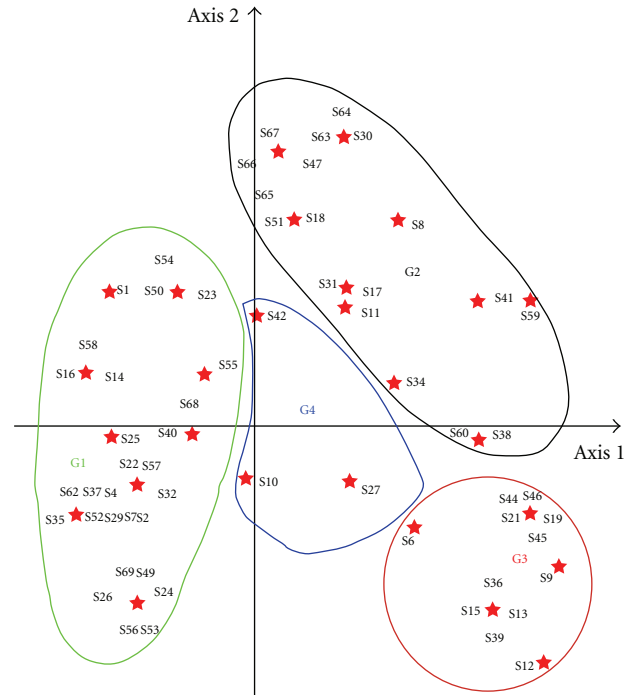 Axis 2
S64
S67
S63 S30
S66 S47
S65
S51 S18 S8
S54
G2
S1 S50 S23
S31 S17
S41
S59
S11
S42
S58
S55
S16 S14
S34
S68
G4
S25 S40
S60 S38
Axis 1
G1
S22 S57
S10
S27
S62 S37 S4 S32
S44 S46
S35 S52 S29 S7 S2
S21 S19
S6
S45
G3
S69 S49
S9
S36
S26 S24
S15 S13
S56 S53
S39
S12